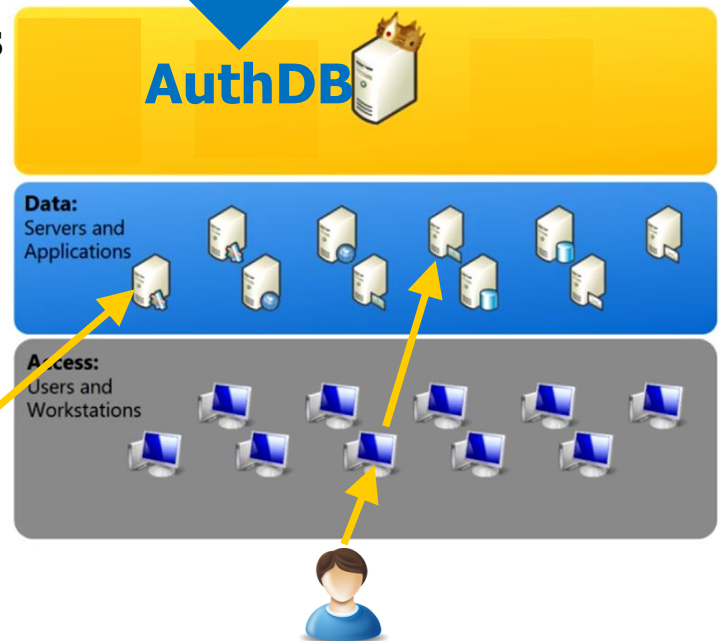 AuthDB
Data:
Servers and
Applications
Access:
Users and
Workstations